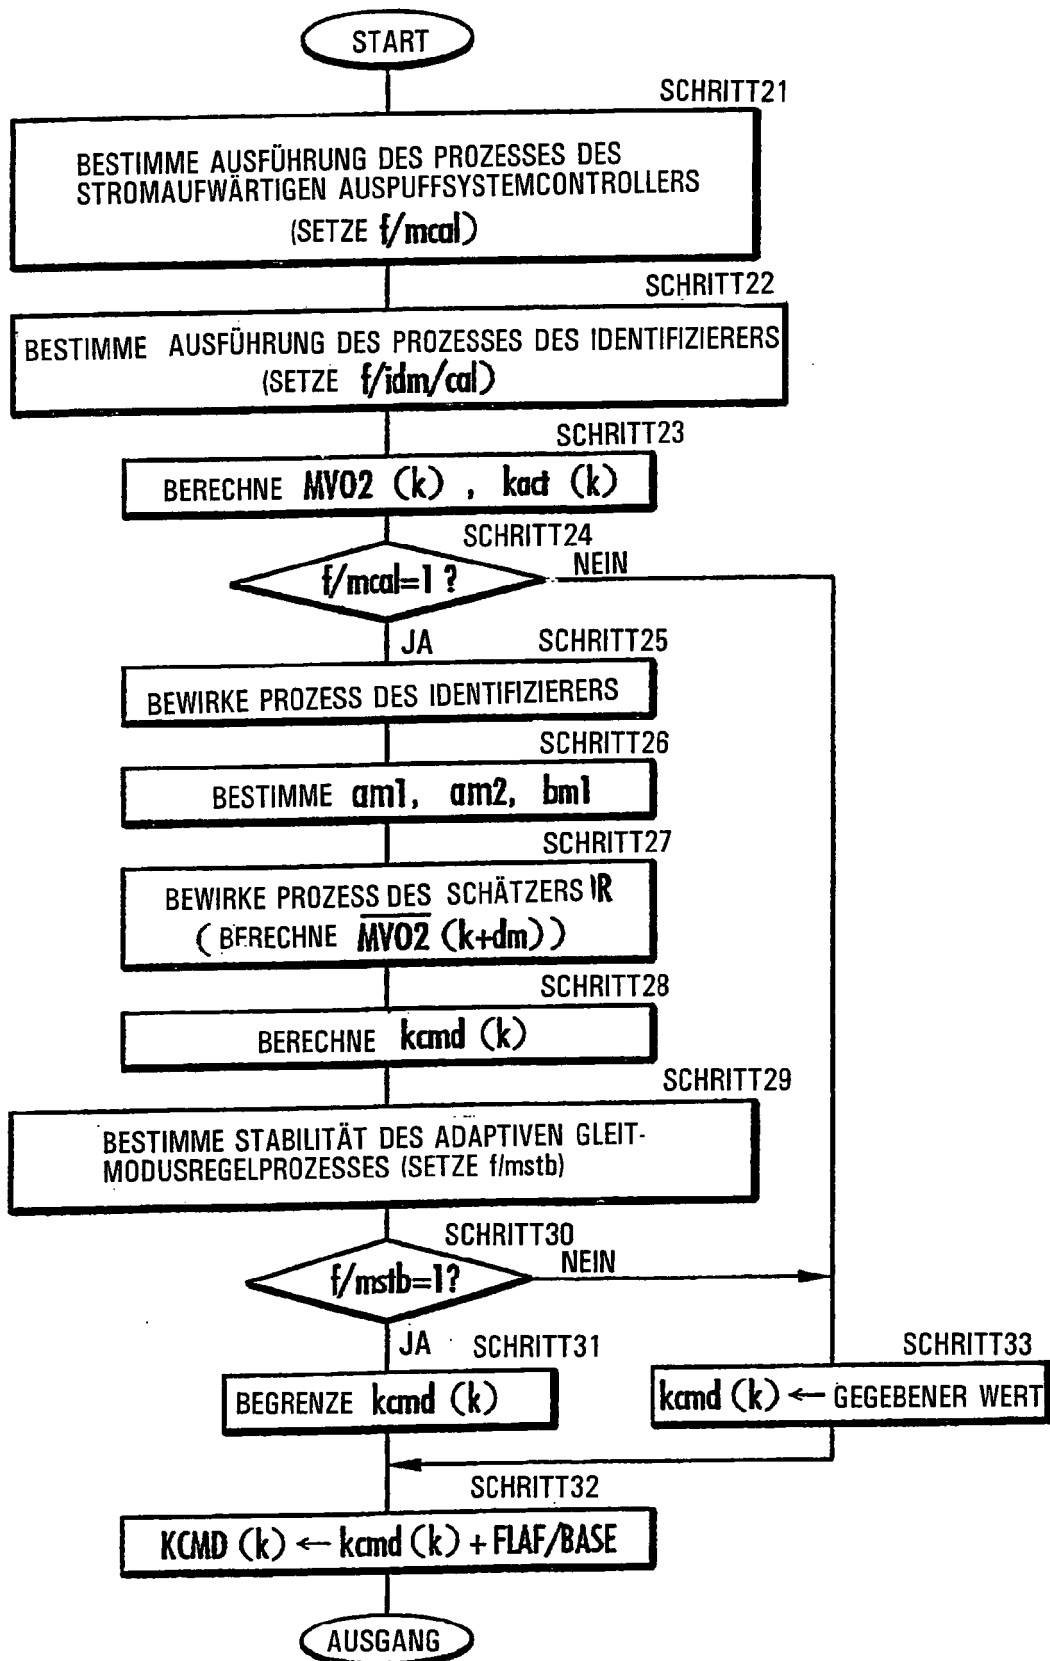 START
SCHRITT21
BESTIMME AUSFÜHRUNG DES PROZESSES DES
STROMAUFWÄRTIGEN AUSPUFFSYSTEMCONTROLLERS
(SETZE f/mcal)
SCHRITT22
BESTIMME AUSFÜHRUNG DES PROZESSES DES IDENTIFIZIERERS
(SETZE f/idm/cal)
SCHRITT23
BERECHNE MVO2 (k) , kact (k)
SCHRITT24
f/mcal=1 ?
NEIN
JA
SCHRITT25
BEWIRKE PROZESS DES IDENTIFIZIERERS
SCHRITT26
BESTIMME am1, am2, bm1
SCHRITT27
BEWIRKE PROZESS DES SCHÄTZERS
( BERECHNE M̅V̅O̅2̅ (k+dm) )
SCHRITT28
BERECHNE kcmd (k)
SCHRITT29
BESTIMME STABILITÄT DES ADAPTIVEN GLEIT-
MODUSREGELPROZESSES (SETZE f/mstb)
SCHRITT30
f/mstb=1?
NEIN
JA
SCHRITT31
BEGRENZE kcmd (k)
SCHRITT33
kcmd (k) ← GEGEBENER WERT
SCHRITT32
KCMD (k) ← kcmd (k) + FLAF/BASE
AUSGANG